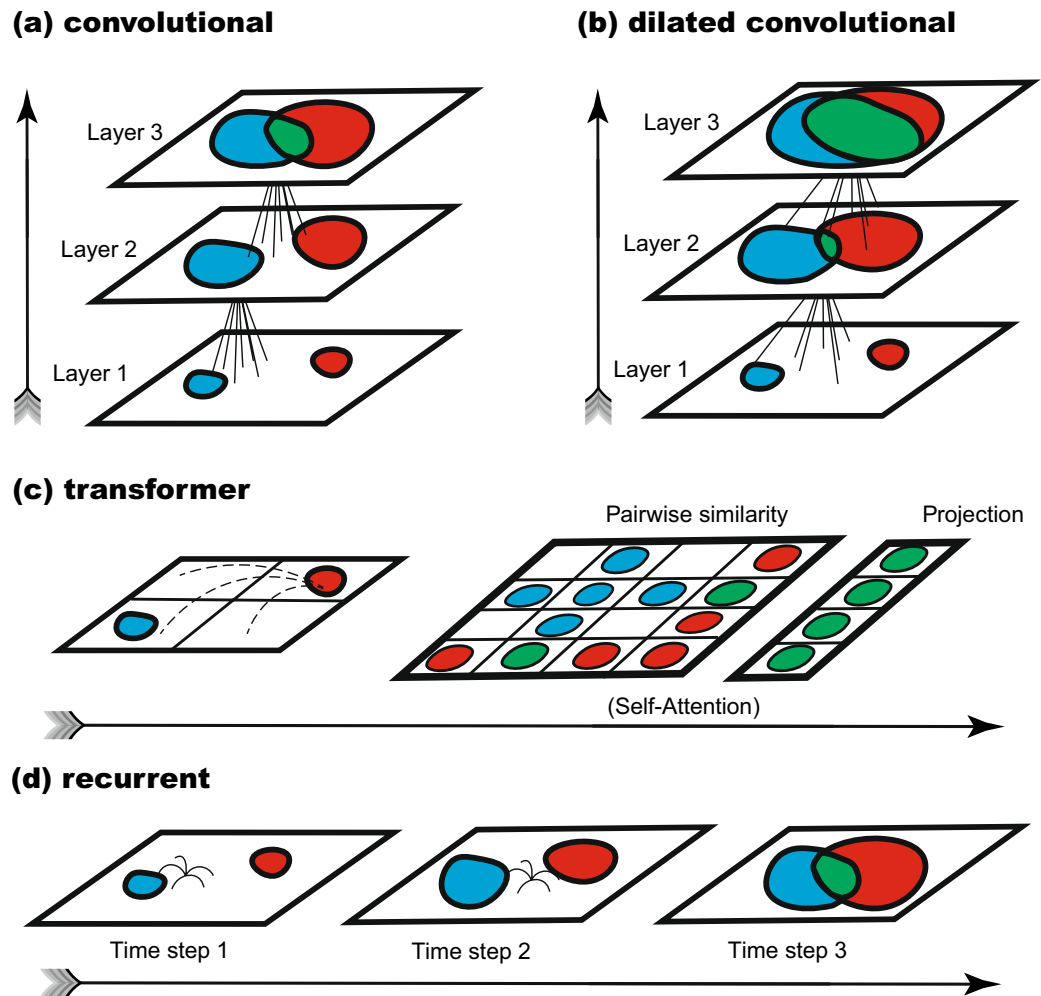 (a) convolutional
(b) dilated convolutional
Layer 3
Layer 2
Layer 1
Layer 3
Layer 2
Layer 1
(c) transformer
Pairwise similarity
Projection
(Self-Attention)
(d) recurrent
Time step 1
Time step 2
Time step 3